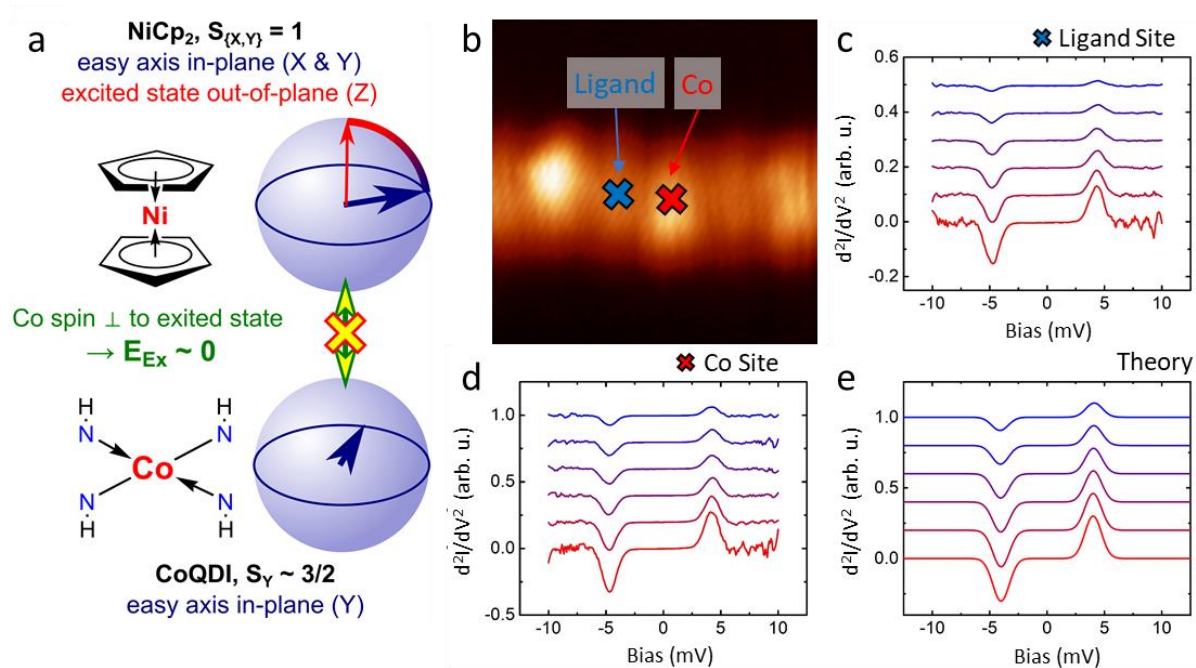 a
NiCp₂, S{X,Y} = 1
easy axis in-plane (X & Y)
excited state out-of-plane (Z)
Ni
Co spin ⊥ to exited state
→ E_Ex ~ 0
H
H
N
N
Co
N
N
H
H
CoQDI, S_Y ~ 3/2
easy axis in-plane (Y)
b
Ligand
Co
c
Ligand Site
d²I/dV² (arb. u.)
0.6
0.4
0.2
0.0
-0.2
-10
-5
0
5
10
Bias (mV)
d
Co Site
d²I/dV² (arb. u.)
1.0
0.5
0.0
-0.5
-10
-5
0
5
10
Bias (mV)
e
Theory
d²I/dV² (arb. u.)
1.0
0.5
0.0
-10
-5
0
5
10
Bias (mV)